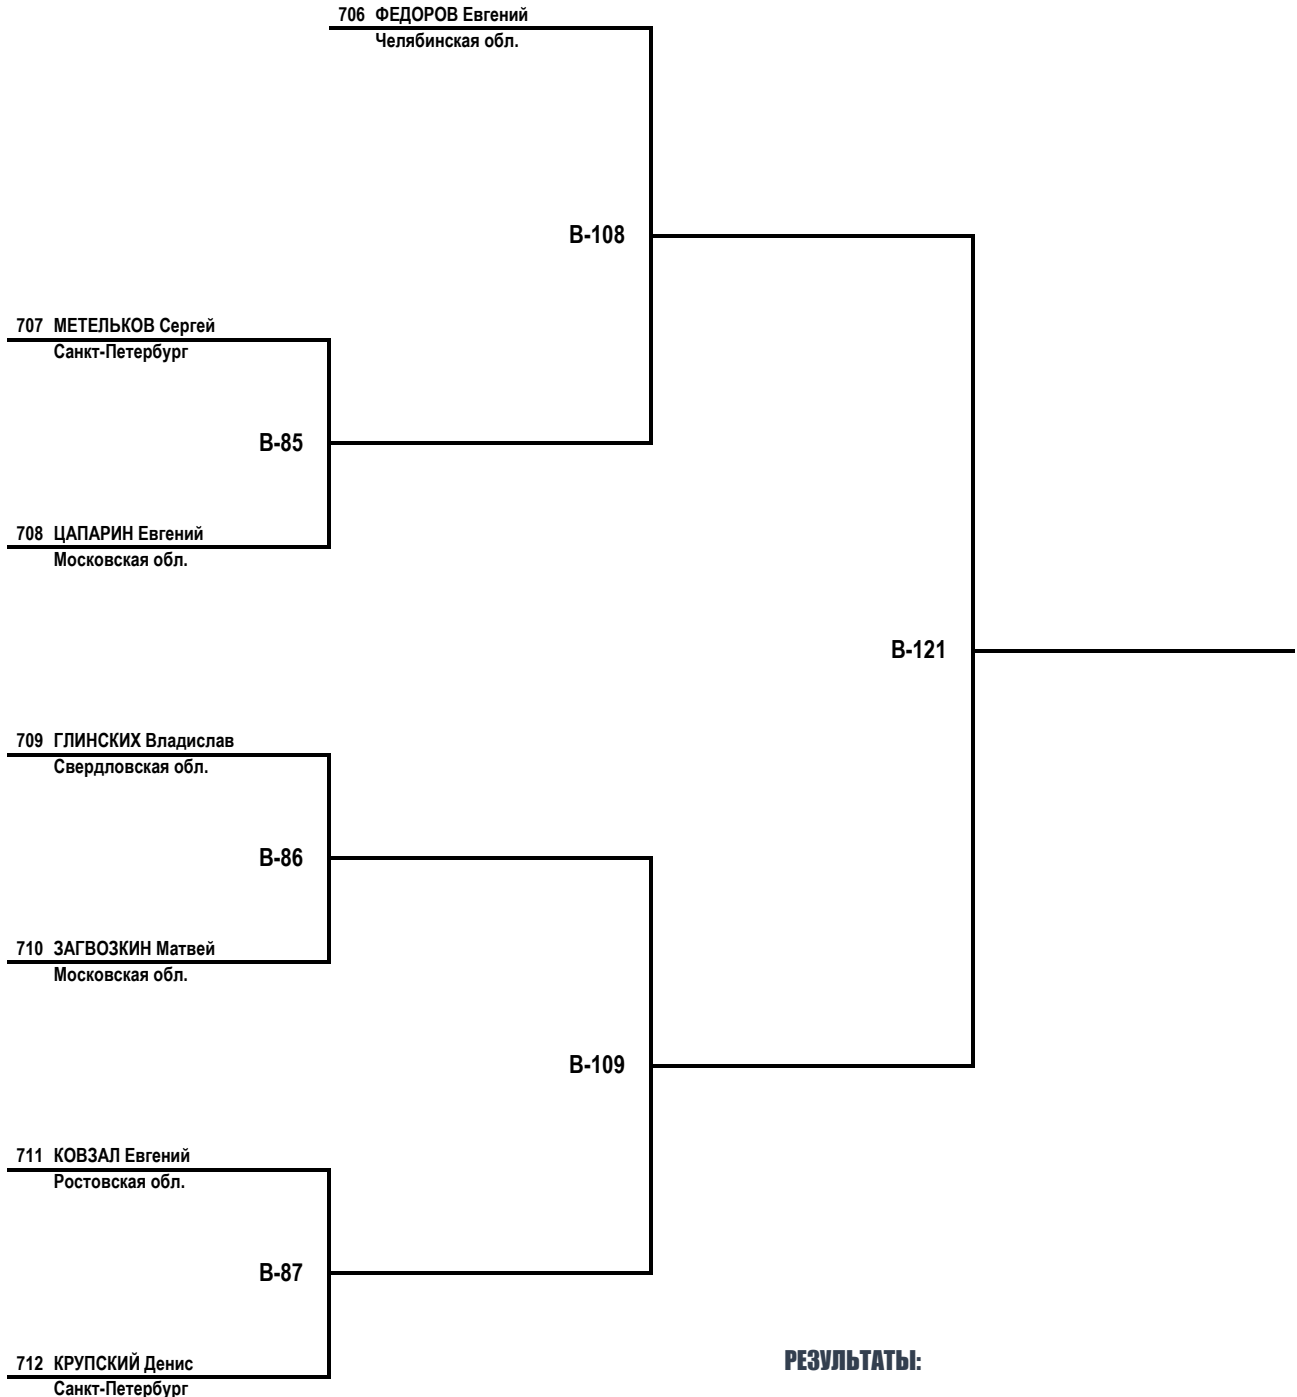 706 ФЕДОРОВ Евгений
Челябинская обл.
B-108
707 МЕТЕЛЬКОВ Сергей
Санкт-Петербург
B-85
708 ЦАПАРИН Евгений
Московская обл.
B-121
709 ГЛИНСКИХ Владислав
Свердловская обл.
B-86
710 ЗАГВОЗКИН Матвей
Московская обл.
B-109
711 КОВЗАЛ Евгений
Ростовская обл.
B-87
РЕЗУЛЬТАТЫ:
712 КРУПСКИЙ Денис
Санкт-Петербург